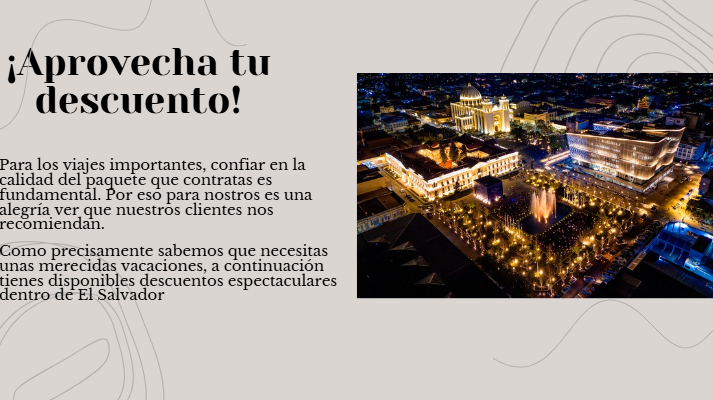 ¡Aprovecha tu
descuento!
Para los viajes importantes, confiar en la
calidad del paquete que contratas es
fundamental. Por eso para nostros es una
alegría ver que nuestros clientes nos
recomiendan.
Como precisamente sabemos que necesitas
unas merecidas vacaciones, a continuación
tienes disponibles descuentos espectaculares
dentro de El Salvador